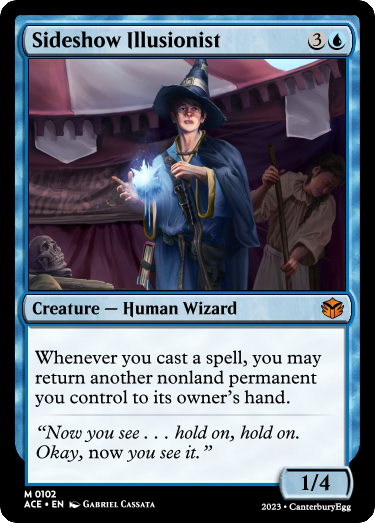 Sideshow Illusionist 3
Creature — Human Wizard
Whenever you cast a spell, you may
return another nonland permanent
you control to its owner's hand.
"Now you see . . . hold on, hold on.
Okay, now you see it."
1/4
M 0102
ACE • EN Gabriel Cassata
2023 • CanterburyEgg